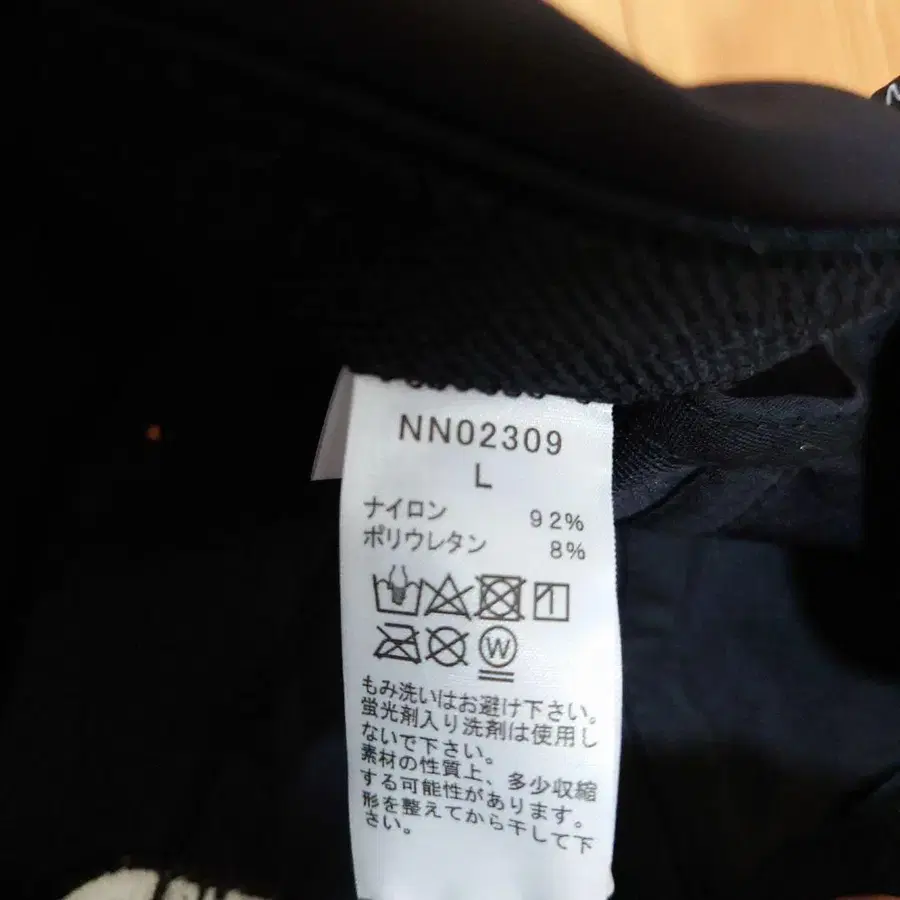 NN02309
L
ナイロン 92%
ポリウレタン 8%
W
もみ洗いはお避け下さい。
蛍光剤入り洗剤は使用し
ないで下さい。
素材の性質上、多少収縮
する可能性があります。
形を整えてから干して下
さい。